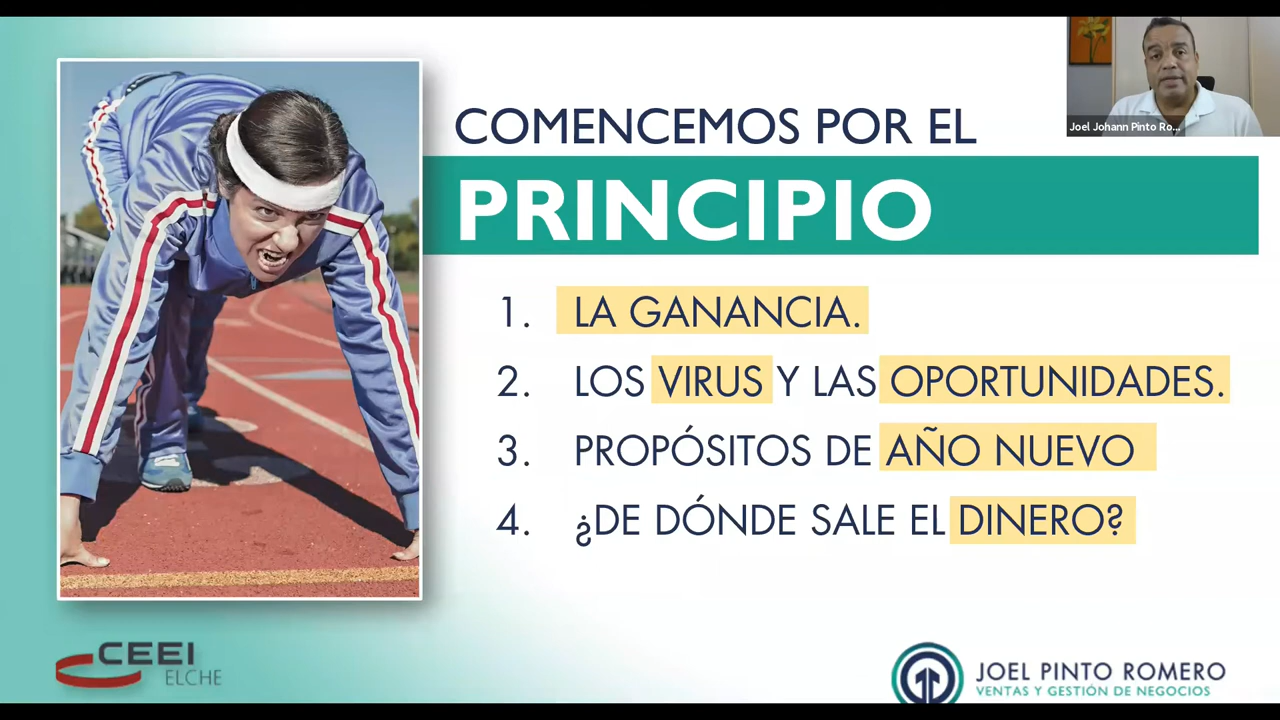 COMENCEMOS POR EL
PRINCIPIO
1. LA GANANCIA.
2. LOS VIRUS Y LAS OPORTUNIDADES.
3. PROPÓSITOS DE AÑO NUEVO
4. ¿DE DÓNDE SALE EL DINERO?
Joel Johann Pinto Ro...
CEEI
ELCHE
JOEL PINTO ROMERO
VENTAS Y GESTIÓN DE NEGOCIOS